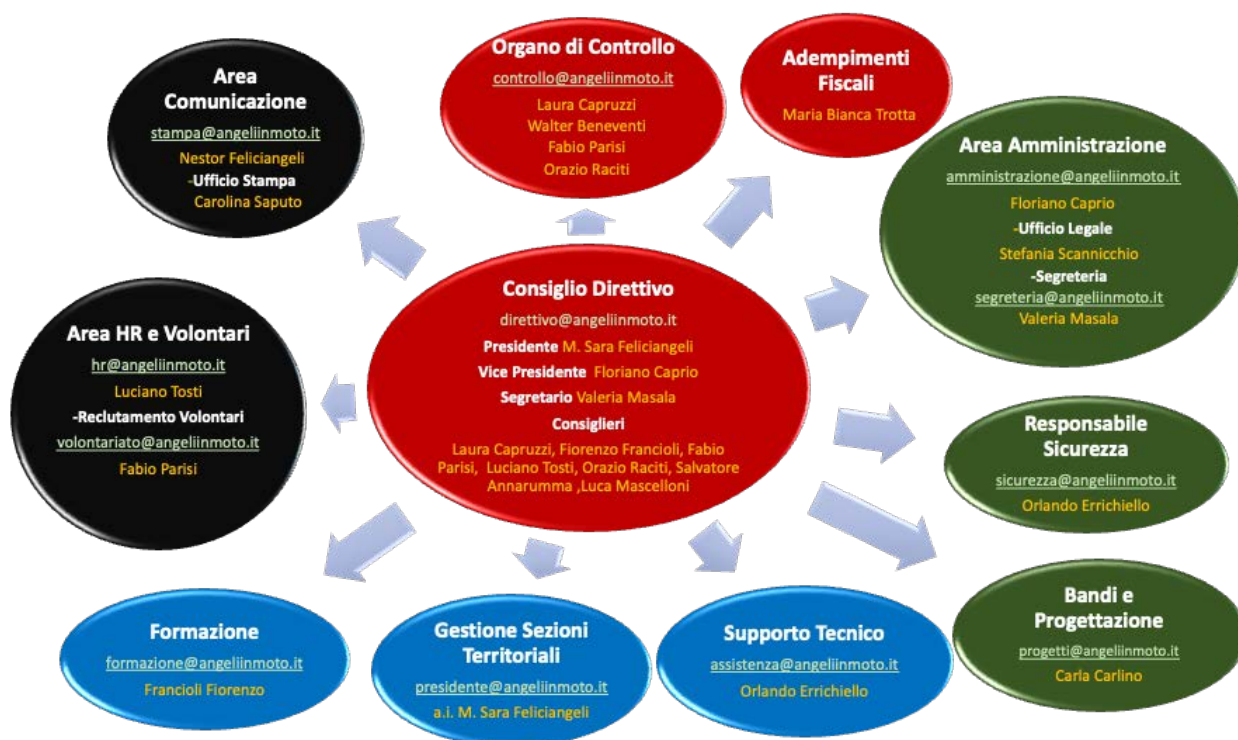 Area
Comunicazione
stampa@angeliinmoto.it
Nestor Feliciangeli
-Ufficio Stampa
Carolina Saputo
Organo di Controllo
controllo@angeliinmoto.it
Laura Capruzzi
Walter Beneventi
Fabio Parisi
Orazio Raciti
Adempimenti
Fiscali
Maria Bianca Trotta
Area Amministrazione
amministrazione@angeliinmoto.it
Floriano Caprio
-Ufficio Legale
Stefania Scannicchio
-Segreteria
segreteria@angeliinmoto.it
Valeria Masala
Area HR e Volontari
hr@angeliinmoto.it
Luciano Tosti
-Reclutamento Volontari
volontariato@angeliinmoto.it
Fabio Parisi
Consiglio Direttivo
direttivo@angeliinmoto.it
Presidente M. Sara Feliciangeli
Vice Presidente Floriano Caprio
Segretario Valeria Masala
Consiglieri
Laura Capruzzi, Fiorenzo Francioli, Fabio
Parisi, Luciano Tosti, Orazio Raciti, Salvatore
Annarumma ,Luca Mascelloni
Responsabile
Sicurezza
sicurezza@angeliinmoto.it
Orlando Errichiello
Formazione
formazione@angeliinmoto.it
Francioli Fiorenzo
Gestione Sezioni
Territoriali
presidente@angeliinmoto.it
a.i. M. Sara Feliciangeli
Supporto Tecnico
assistenza@angeliinmoto.it
Orlando Errichiello
Bandi e
Progettazione
progetti@angeliinmoto.it
Carla Carlino